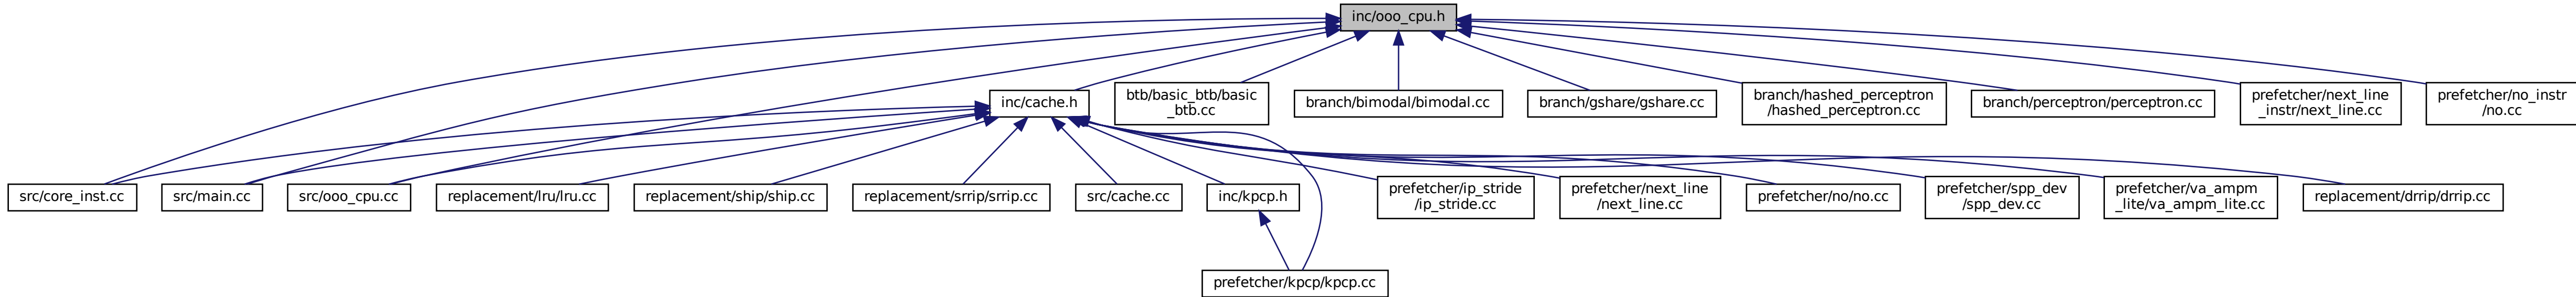 inc/ooo_cpu.h
inc/cache.h
btb/basic_btb/basic
_btb.cc
branch/bimodal/bimodal.cc
branch/gshare/gshare.cc
branch/hashed_perceptron
/hashed_perceptron.cc
branch/perceptron/perceptron.cc
prefetcher/next_line
_instr/next_line.cc
prefetcher/no_instr
/no.cc
src/core_inst.cc
src/main.cc
src/ooo_cpu.cc
replacement/lru/lru.cc
replacement/ship/ship.cc
replacement/srrip/srrip.cc
src/cache.cc
inc/kpcp.h
prefetcher/ip_stride
/ip_stride.cc
prefetcher/next_line
/next_line.cc
prefetcher/no/no.cc
prefetcher/spp_dev
/spp_dev.cc
prefetcher/va_ampm
_lite/va_ampm_lite.cc
replacement/drrip/drrip.cc
prefetcher/kpcp/kpcp.cc